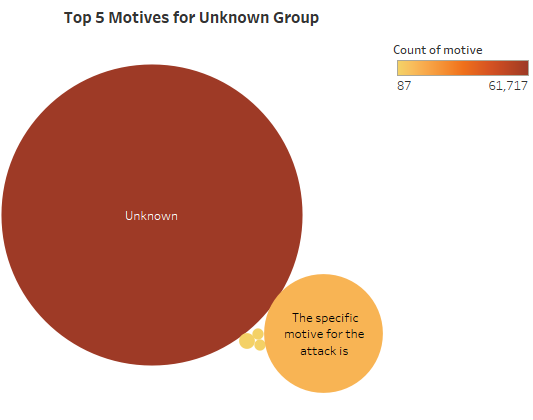 Top 5 Motives for Unknown Group
Count of motive
87 61,717
Unknown
The specific
motive for the
attack is